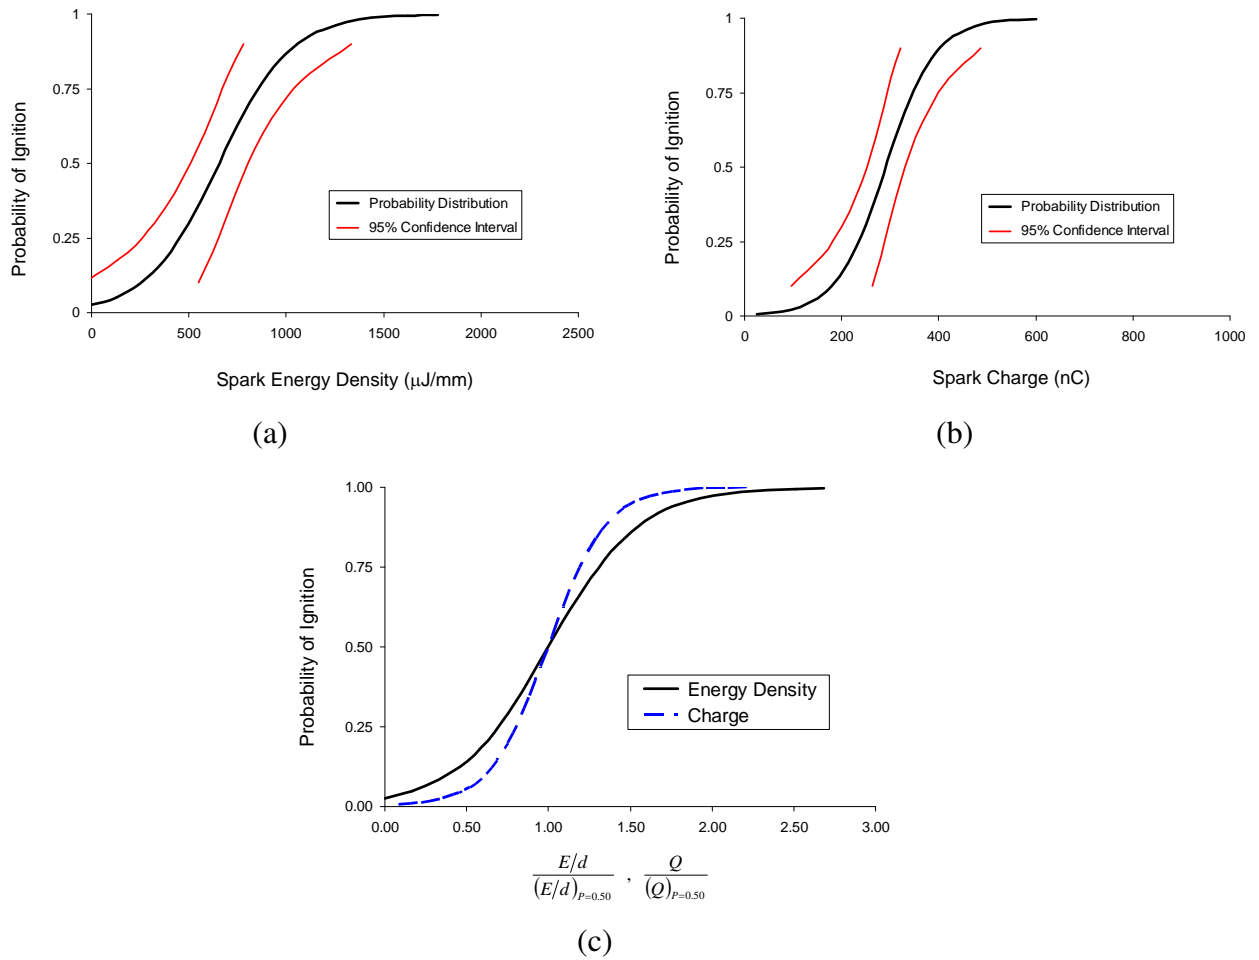 1
0.75
0.5
0.25
0
Probability of Ignition
Probability Distribution
95% Confidence Interval
0 500 1000 1500 2000 2500
Spark Energy Density (μJ/mm)
(a)
1
0.75
0.5
0.25
0
Probability of Ignition
Probability Distribution
95% Confidence Interval
0 200 400 600 800 1000
Spark Charge (nC)
(b)
1.00
0.75
0.50
0.25
0.00
Probability of Ignition
Energy Density
Charge
0.00 0.50 1.00 1.50 2.00 2.50 3.00
E/d / (E/d)P=0.50 , Q / (Q)P=0.50
(c)